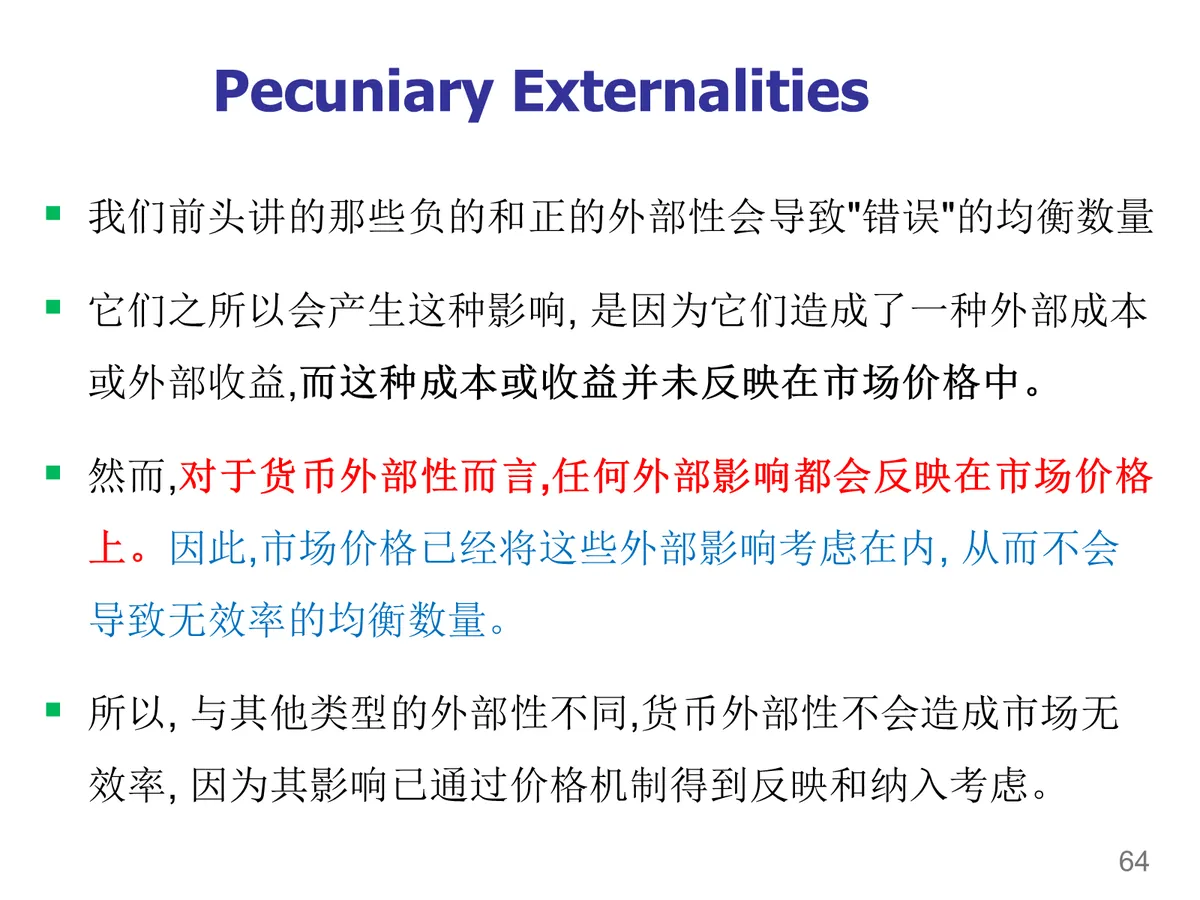 Pecuniary Externalities
我们前头讲的那些负的和正的外部性会导致"错误"的均衡数量
它们之所以会产生这种影响, 是因为它们造成了一种外部成本
或外部收益,而这种成本或收益并未反映在市场价格中。
然而,对于货币外部性而言,任何外部影响都会反映在市场价格
上。因此,市场价格已经将这些外部影响考虑在内, 从而不会
导致无效率的均衡数量。
所以, 与其他类型的外部性不同,货币外部性不会造成市场无
效率, 因为其影响已通过价格机制得到反映和纳入考虑。
64